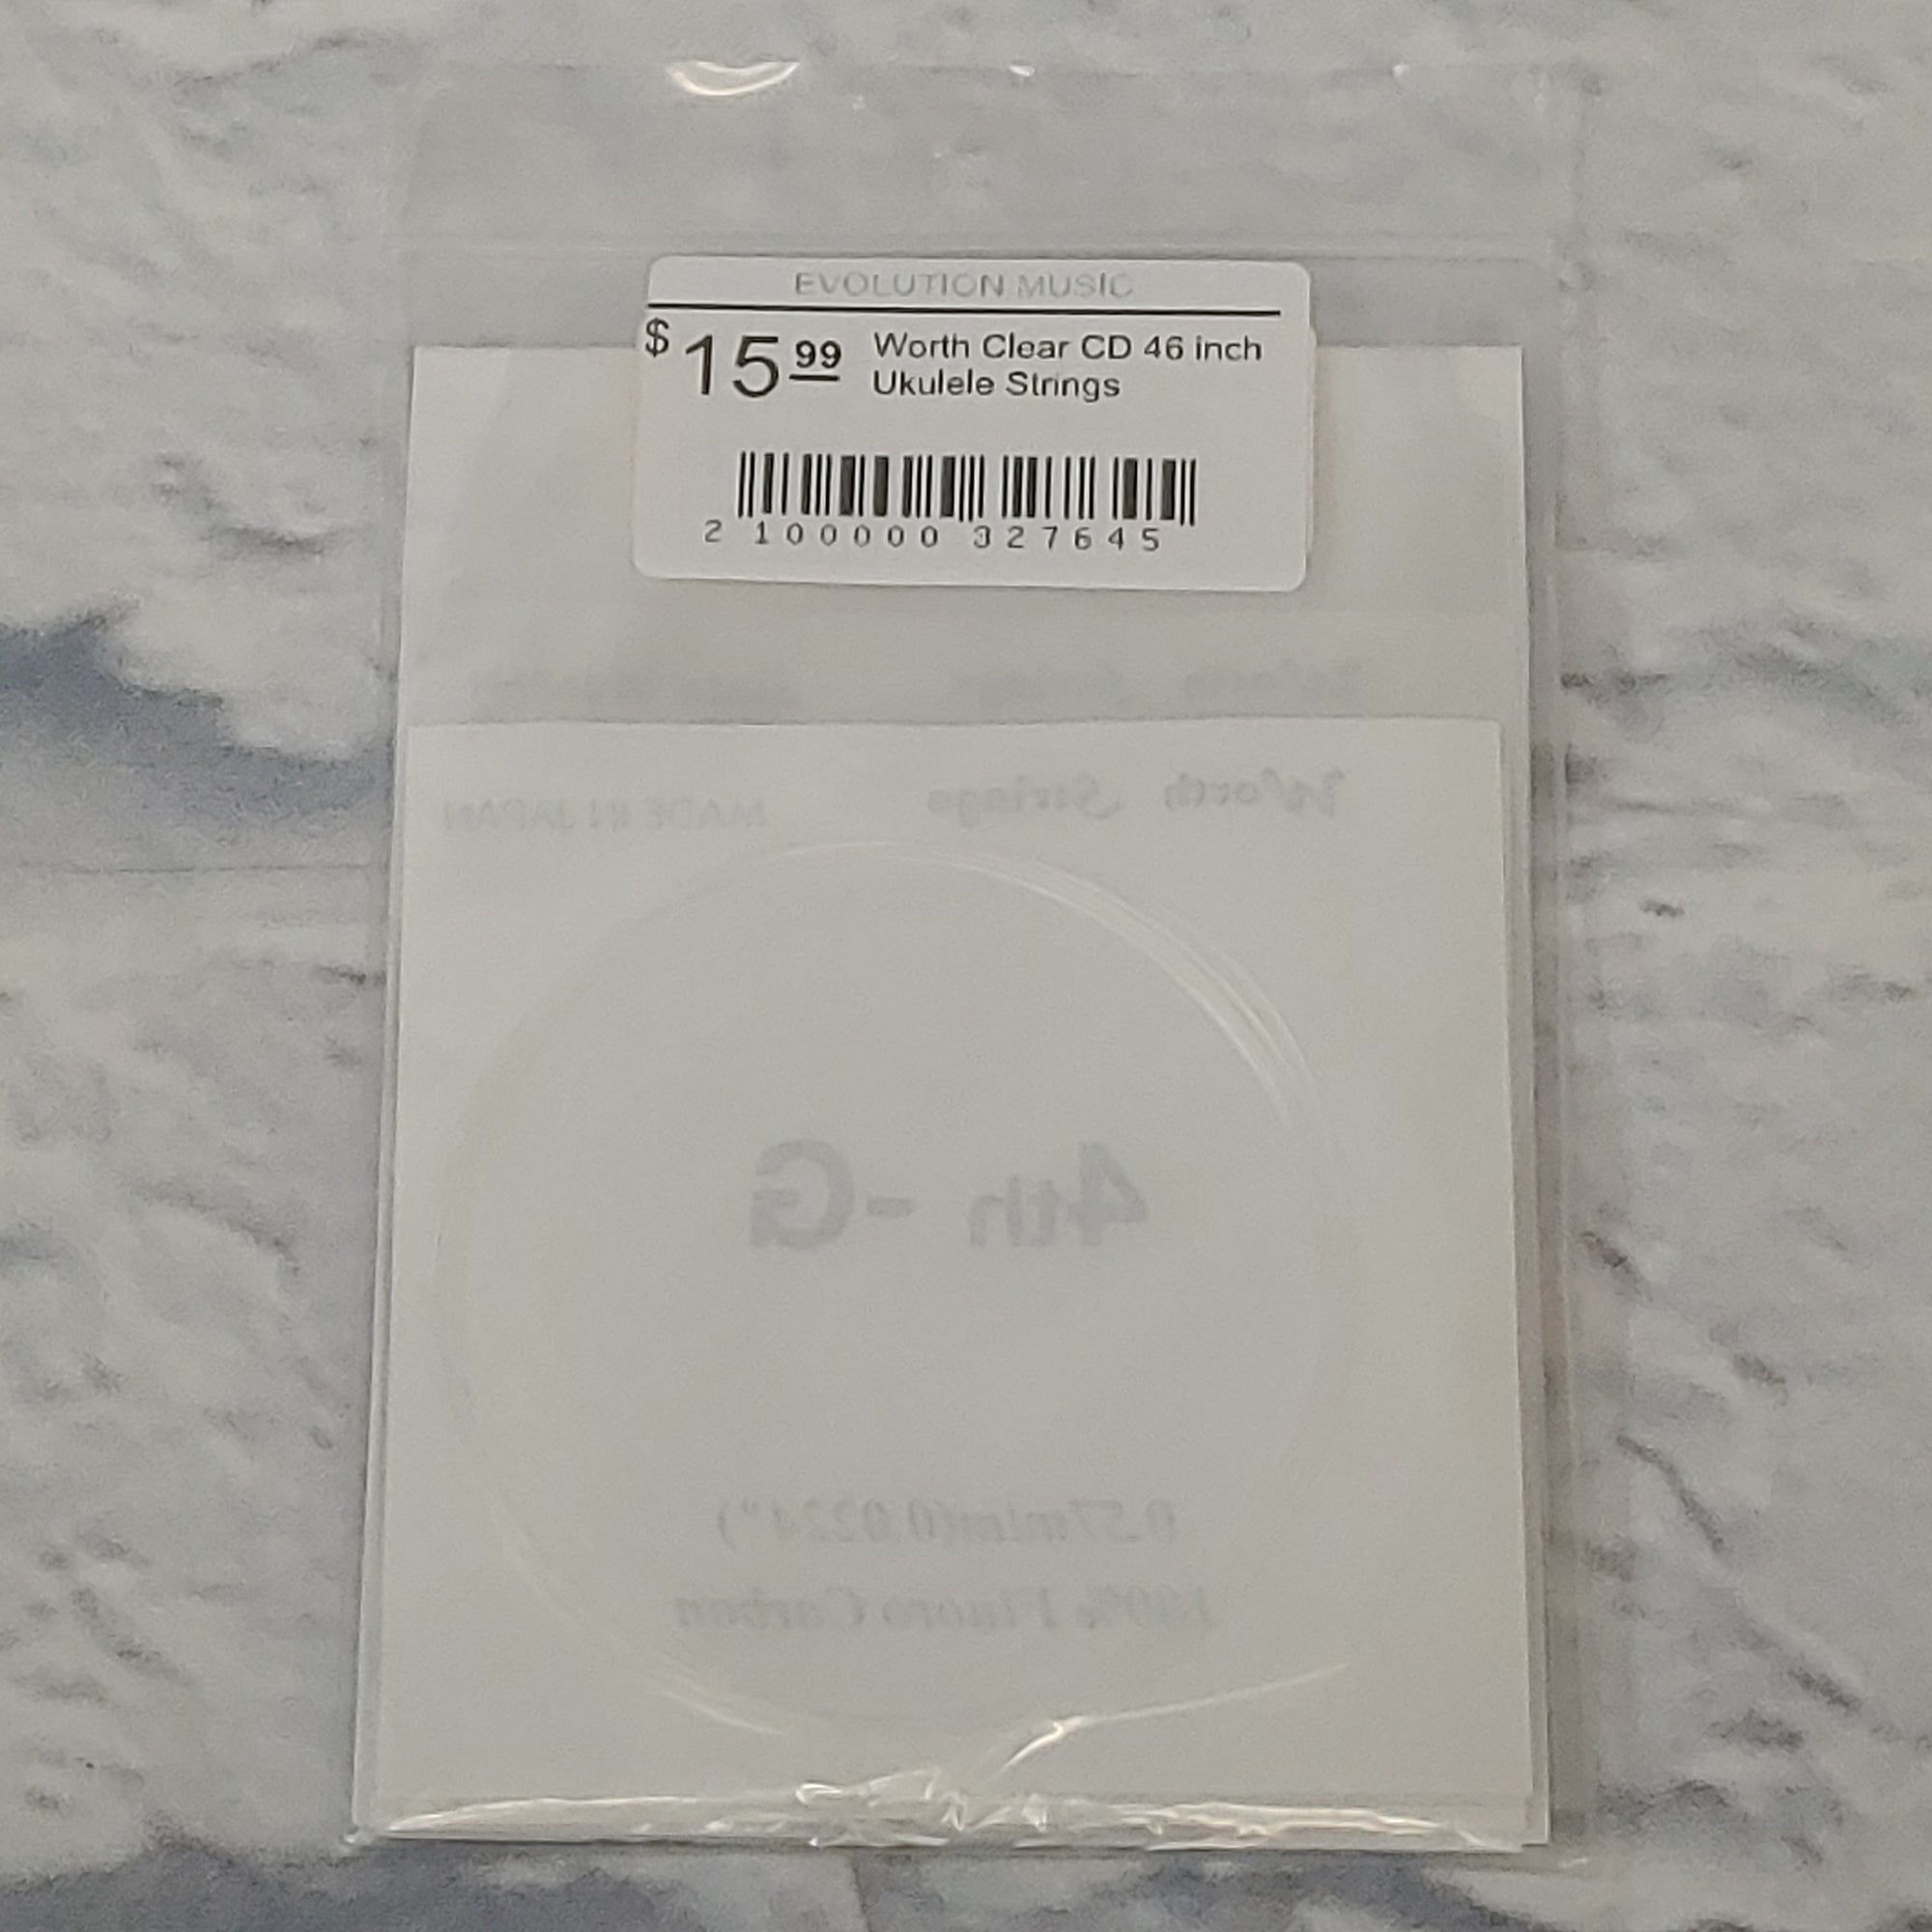 EVOLUTION MUSIC
$15.99 Worth Clear CD 46 inch
Ukulele Strings
2 100000 327645
Worth Strings MADE IN JAPAN
4th -G
0.57mm(0.0224")
100% Fluoro Carbon